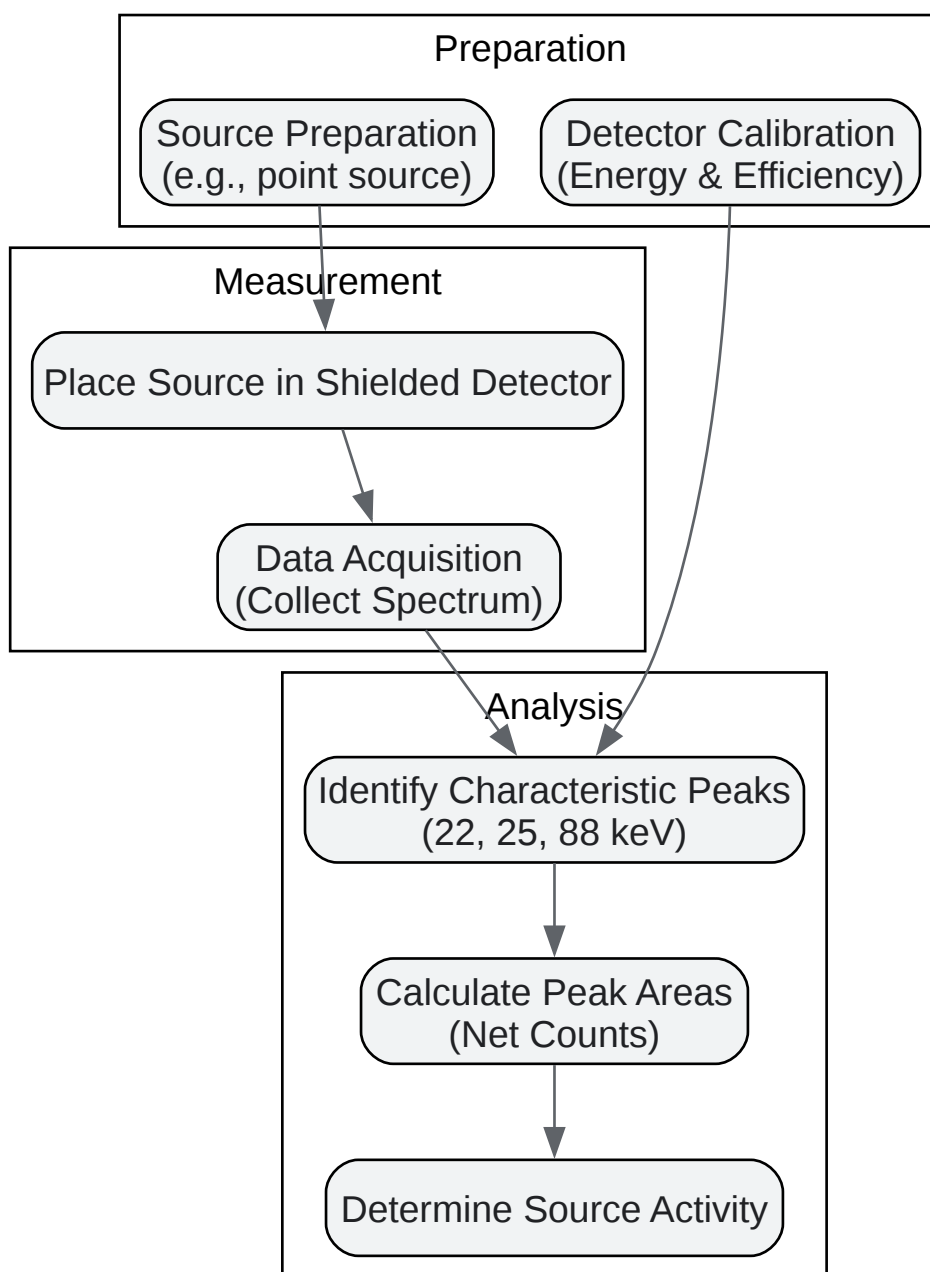 Preparation
Source Preparation
(e.g., point source)
Detector Calibration
(Energy & Efficiency)
Measurement
Place Source in Shielded Detector
Data Acquisition
(Collect Spectrum)
Analysis
Identify Characteristic Peaks
(22, 25, 88 keV)
Calculate Peak Areas
(Net Counts)
Determine Source Activity